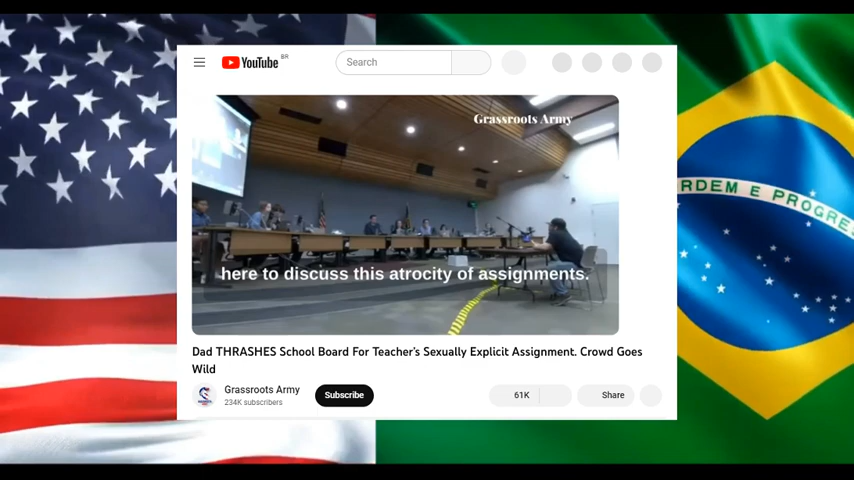 YouTube BR
Search
Grassroots Army
here to discuss this atrocity of assignments.
Dad THRASHES School Board For Teacher's Sexually Explicit Assignment. Crowd Goes
Wild
Grassroots Army
234K subscribers
Subscribe
61K
Share
RDEM E PROGRE